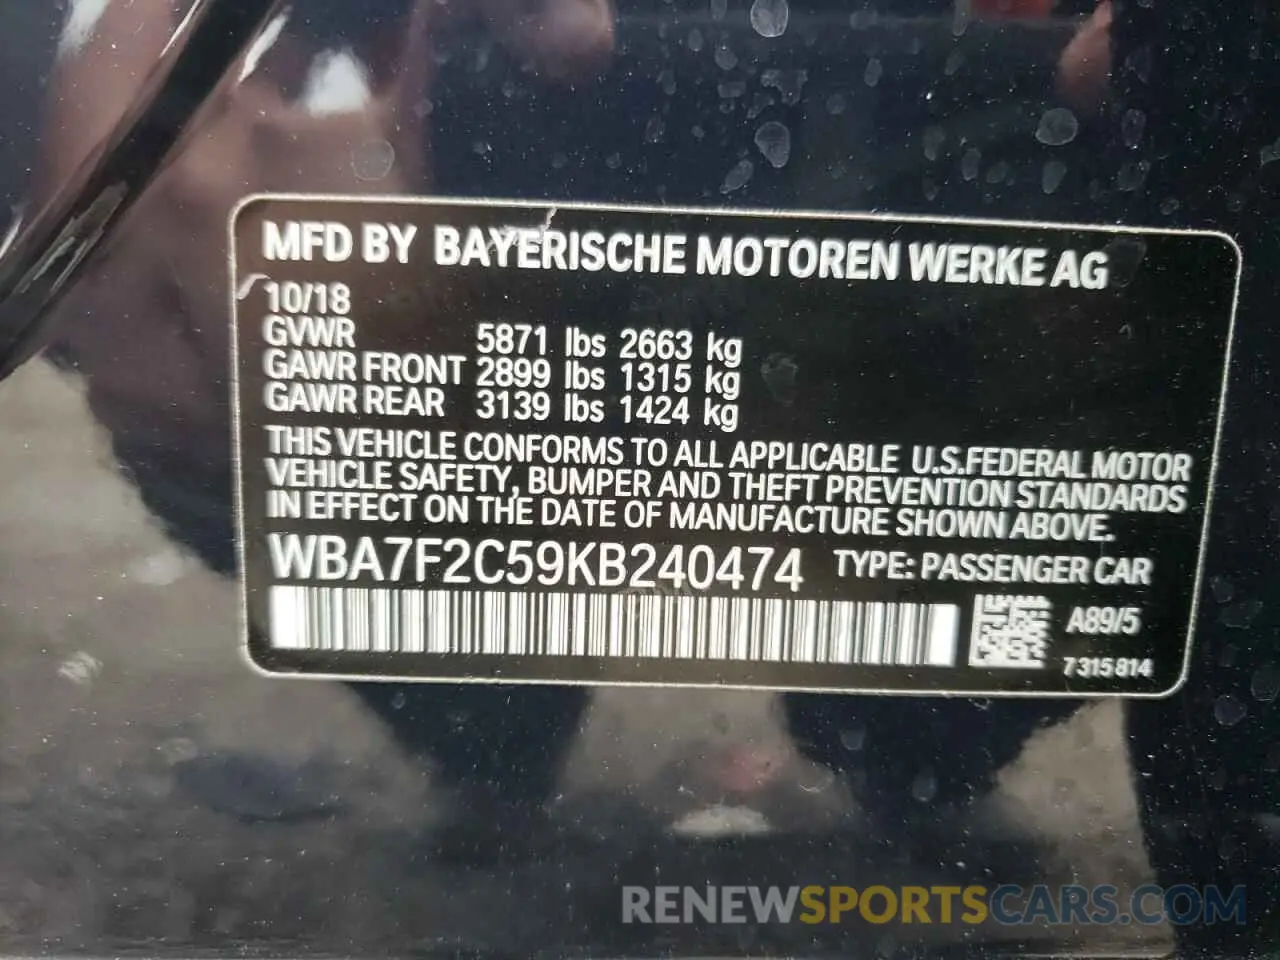 MFD BY BAYERISCHE MOTOREN WERKE AG
10/18
GVWR 5871 lbs 2663 kg
GAWR FRONT 2899 lbs 1315 kg
GAWR REAR 3139 lbs 1424 kg
THIS VEHICLE CONFORMS TO ALL APPLICABLE U.S.FEDERAL MOTOR
VEHICLE SAFETY, BUMPER AND THEFT PREVENTION STANDARDS
IN EFFECT ON THE DATE OF MANUFACTURE SHOWN ABOVE.
WBA7F2C59KB240474 TYPE: PASSENGER CAR
A89/5
7 315 814
RENEWSPORTSCARS.COM